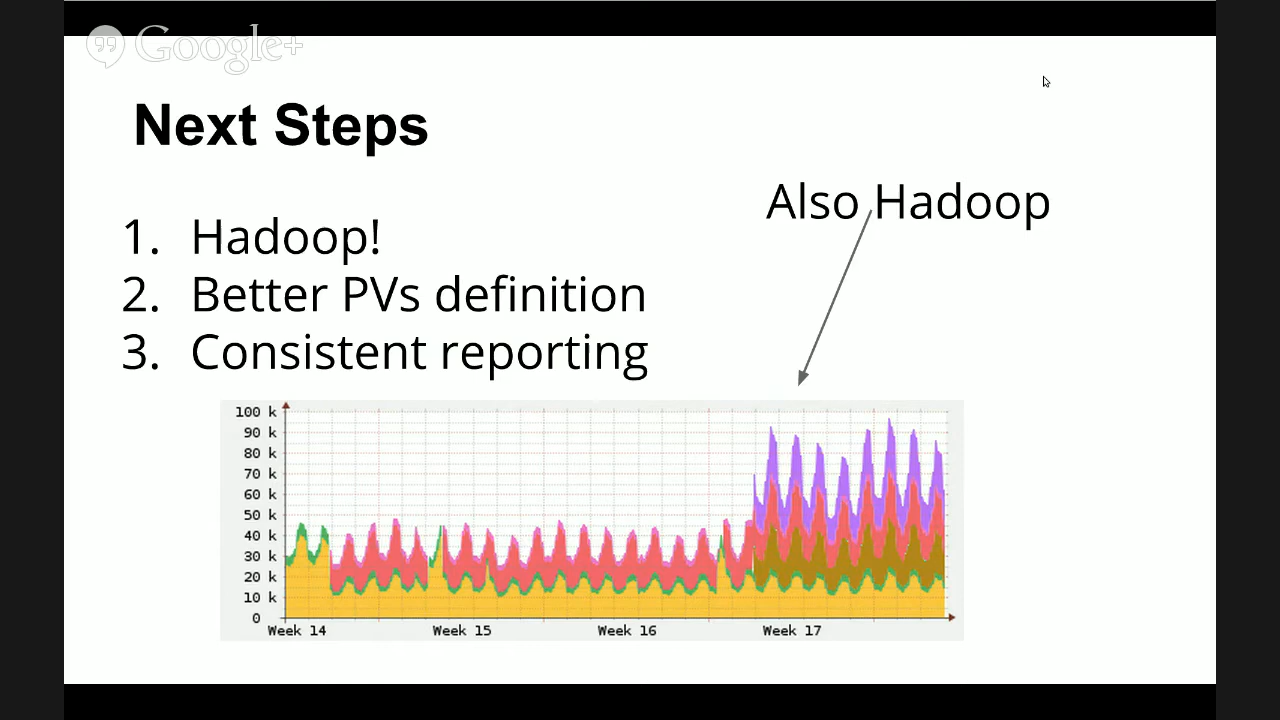 Google+
Next Steps
Also Hadoop
1. Hadoop!
2. Better PVs definition
3. Consistent reporting
100 k
90 k
80 k
70 k
60 k
50 k
40 k
30 k
20 k
10 k
0
Week 14 Week 15 Week 16 Week 17